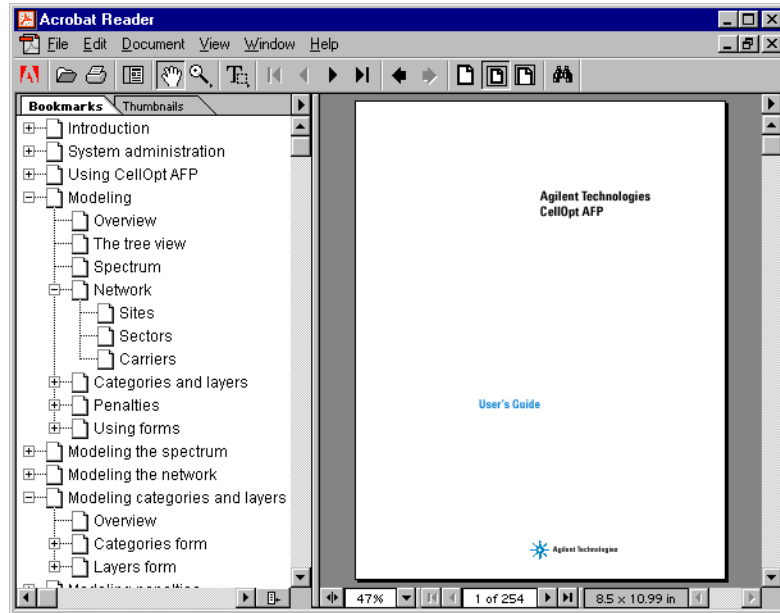 Acrobat Reader
File Edit Document View Window Help
Bookmarks Thumbnails
Introduction
System administration
Using CellOpt AFP
Modeling
Overview
The tree view
Spectrum
Network
Sites
Sectors
Carriers
Categories and layers
Penalties
Using forms
Modeling the spectrum
Modeling the network
Modeling categories and layers
Overview
Categories form
Layers form
Modeling penalties
Agilent Technologies
CellOpt AFP
User's Guide
Agilent Technologies
47% 1 of 254 8.5 × 10.99 in